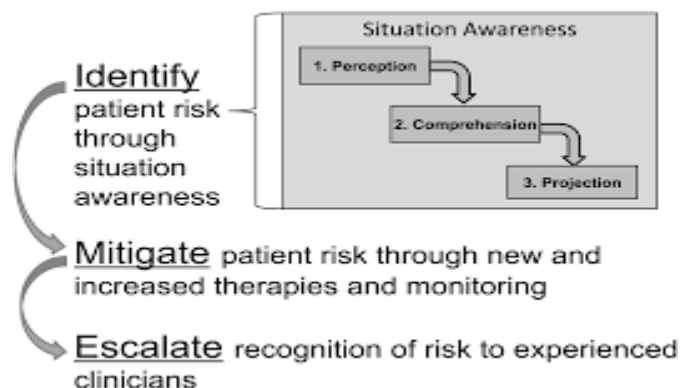 Situation Awareness
1. Perception
2. Comprehension
3. Projection
Identify
patient risk
through
situation
awareness
Mitigate patient risk through new and
increased therapies and monitoring
Escalate recognition of risk to experienced
clinicians